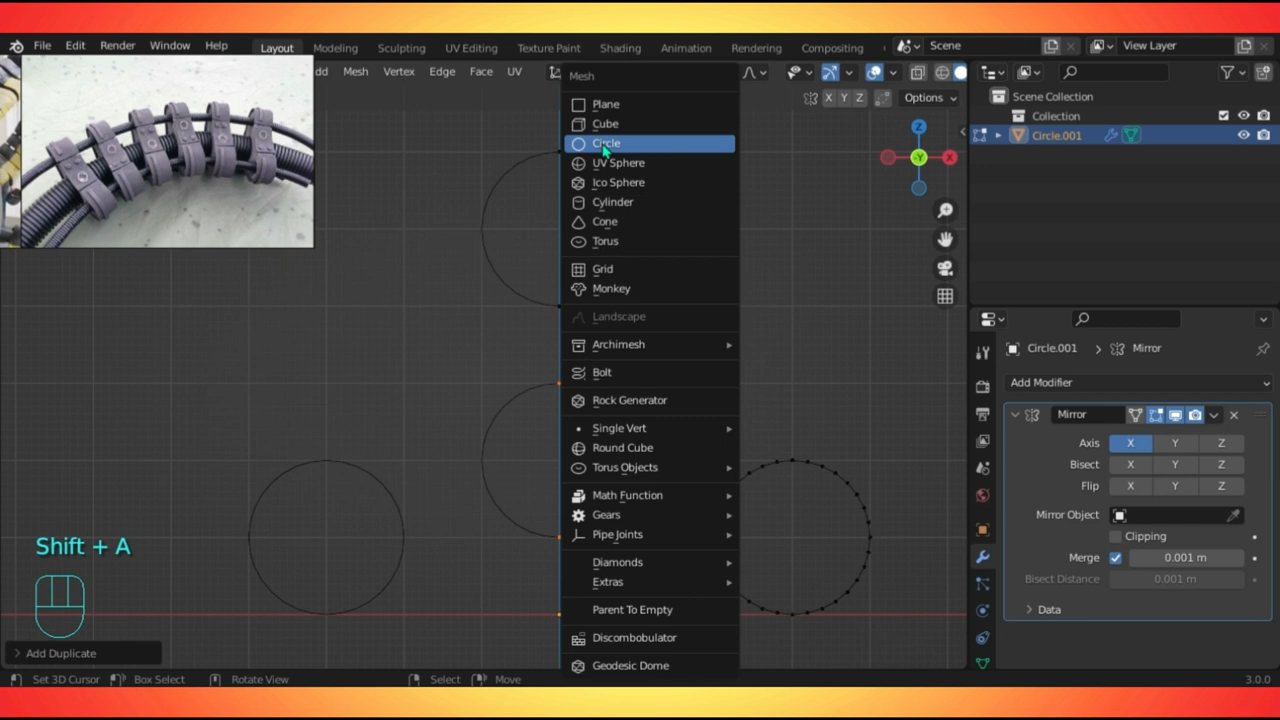 File Edit Render Window Help Layout Modeling Sculpting UV Editing Texture Paint Shading Animation Rendering Compositing Scene View Layer
dd Mesh Vertex Edge Face UV
X Y Z Options
Mesh
Plane
Cube
Circle
UV Sphere
Ico Sphere
Cylinder
Cone
Torus
Grid
Monkey
Landscape
Archimesh
Bolt
Rock Generator
Single Vert
Round Cube
Torus Objects
Math Function
Gears
Pipe Joints
Diamonds
Extras
Parent To Empty
Discombobulator
Geodesic Dome
Z
-Y
X
Scene Collection
Collection
Circle.001
Circle.001 > Mirror
Add Modifier
Mirror
Axis X Y Z
Bisect X Y Z
Flip X Y Z
Mirror Object
Clipping
Merge 0.001 m
Bisect Distance 0.001 m
Data
Shift + A
Add Duplicate
Set 3D Cursor Box Select Rotate View Select Move 3.0.0